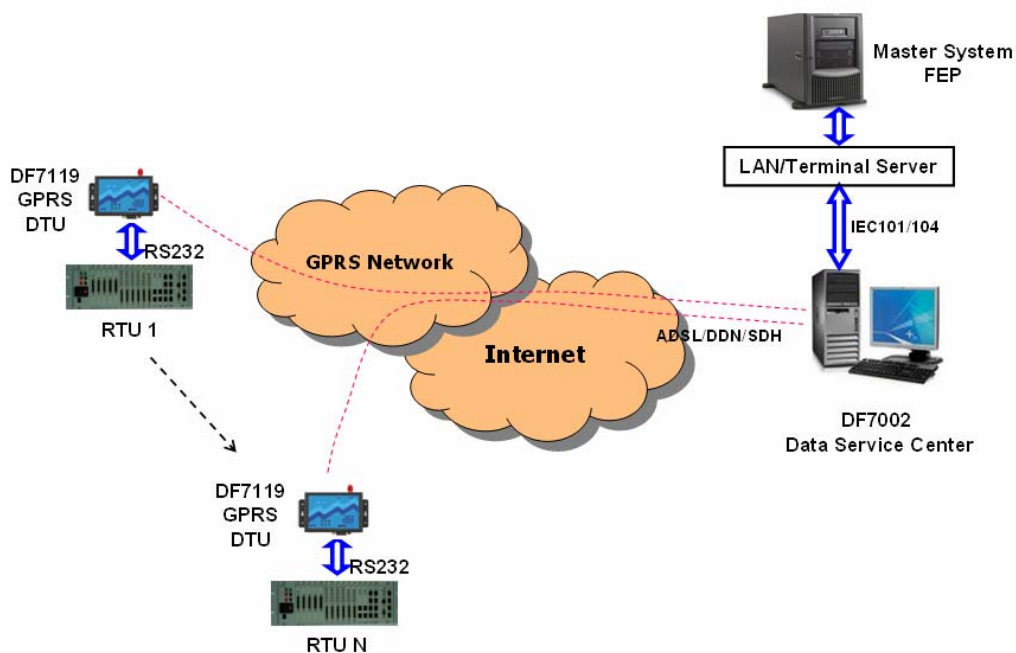 Master System
FEP
LAN/Terminal Server
IEC101/104
DF7119
GPRS
DTU
RS232
RTU 1
GPRS Network
Internet
ADSL/DDN/SDH
DF7002
Data Service Center
DF7119
GPRS
DTU
RS232
RTU N